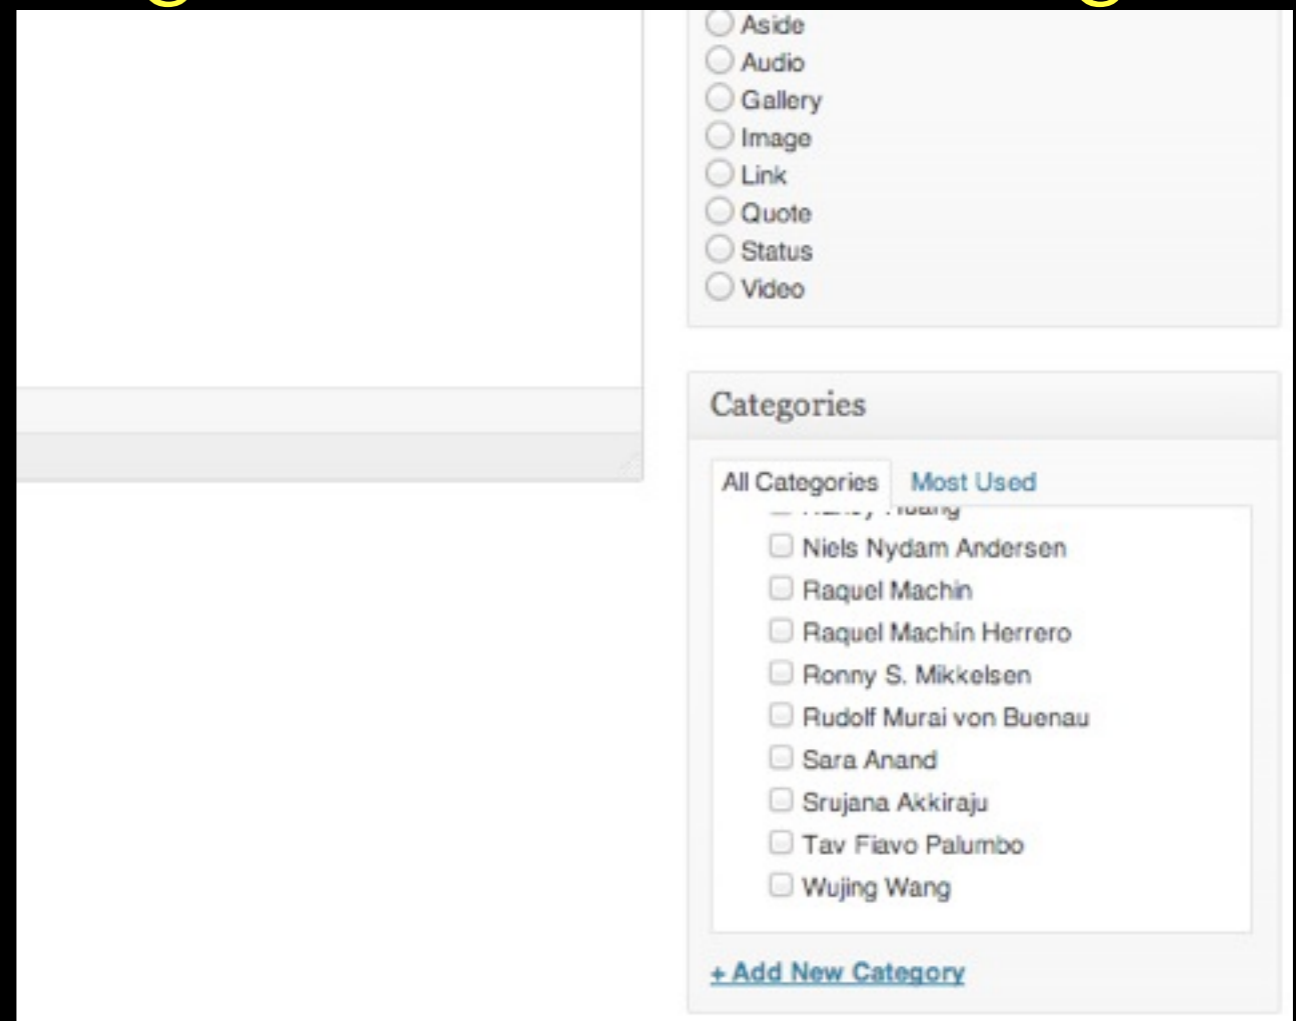 Aside
Audio
Gallery
Image
Link
Quote
Status
Video
Categories
All Categories Most Used
Niels Nydam Andersen
Raquel Machin
Raquel Machin Herrero
Ronny S. Mikkelsen
Rudolf Murai von Buenau
Sara Anand
Srujana Akkiraju
Tav Fiavo Palumbo
Wujing Wang
+ Add New Category